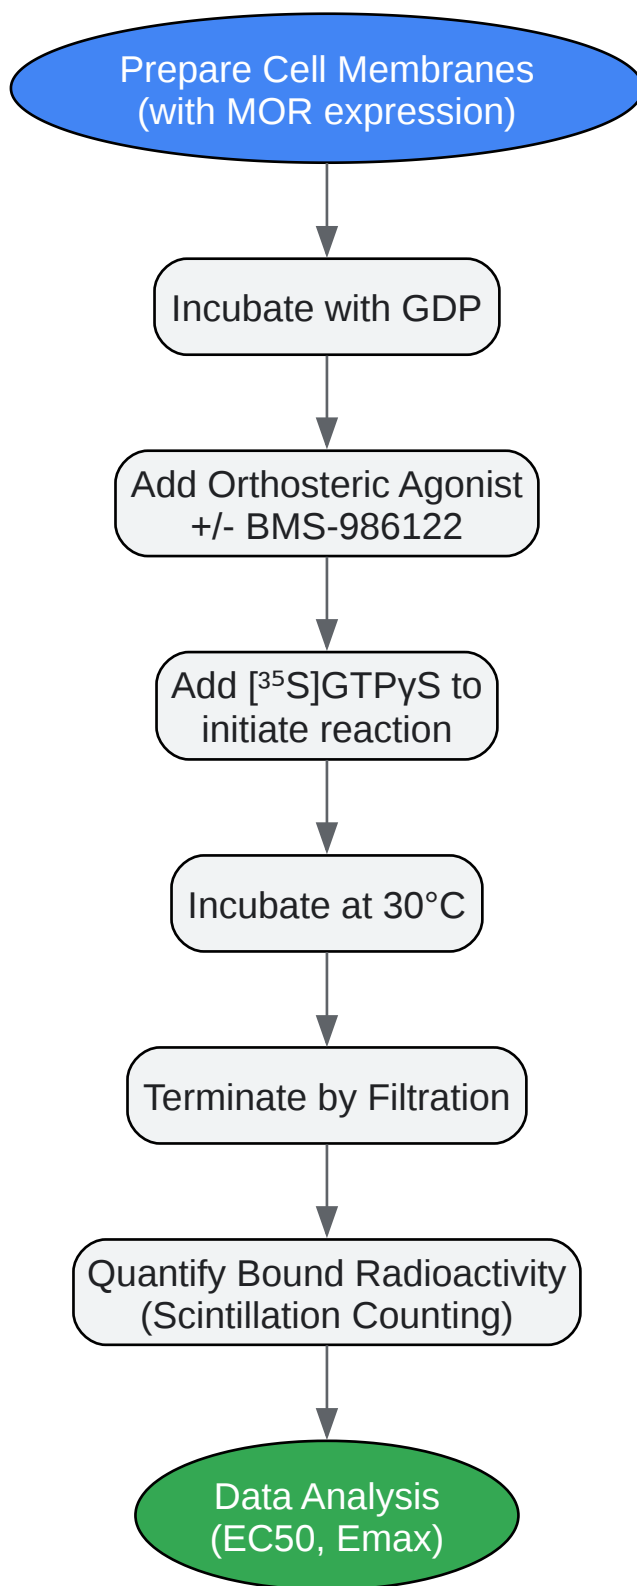 Prepare Cell Membranes
(with MOR expression)
Incubate with GDP
Add Orthosteric Agonist
+/- BMS-986122
Add [³⁵S]GTPγS to
initiate reaction
Incubate at 30°C
Terminate by Filtration
Quantify Bound Radioactivity
(Scintillation Counting)
Data Analysis
(EC50, Emax)